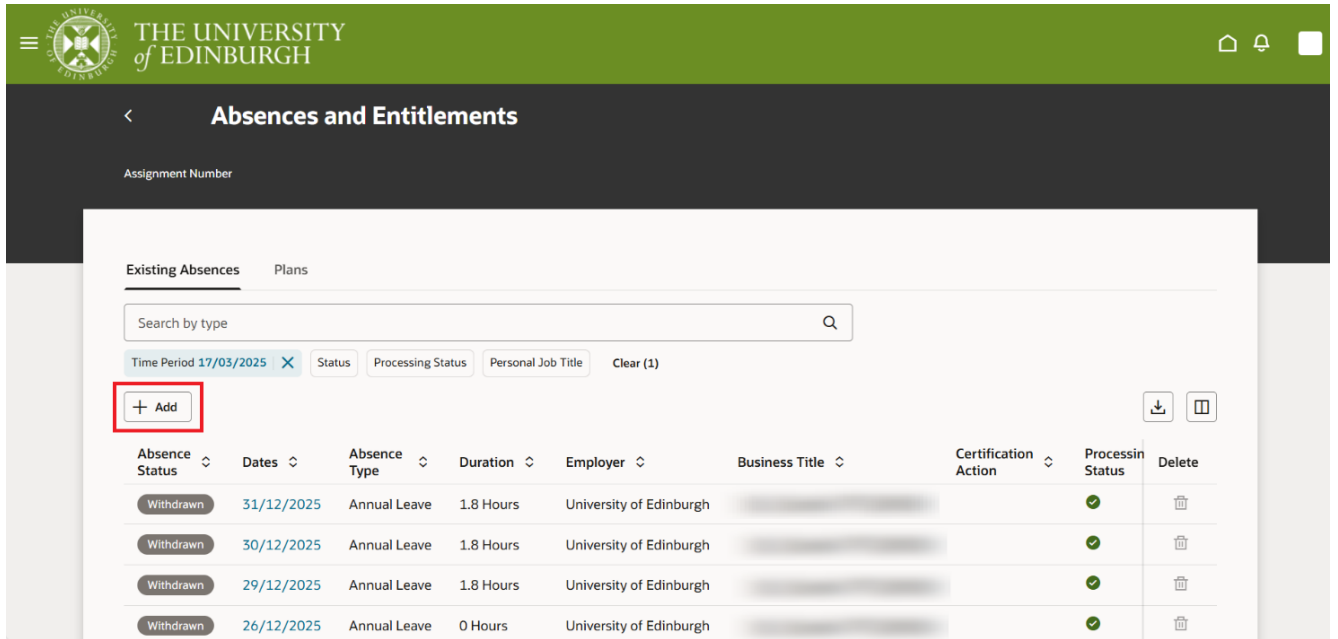 UNIVERSITY OF EDINBURGH
THE UNIVERSITY
of EDINBURGH
Absences and Entitlements
Assignment Number
Existing Absences Plans
Search by type
Time Period 17/03/2025 Status Processing Status Personal Job Title Clear (1)
+ Add
Absence Status Dates Absence Type Duration Employer Business Title Certification Action Processin Status Delete
Withdrawn 31/12/2025 Annual Leave 1.8 Hours University of Edinburgh
Withdrawn 30/12/2025 Annual Leave 1.8 Hours University of Edinburgh
Withdrawn 29/12/2025 Annual Leave 1.8 Hours University of Edinburgh
Withdrawn 26/12/2025 Annual Leave 0 Hours University of Edinburgh